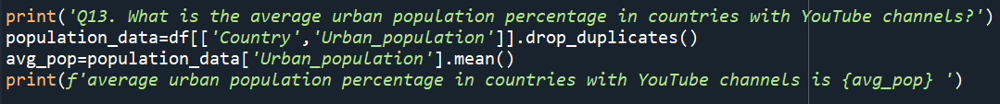 print('Q13. What is the average urban population percentage in countries with YouTube channels?')
population_data=df[['Country','Urban_population']].drop_duplicates()
avg_pop=population_data['Urban_population'].mean()
print(f'average urban population percentage in countries with YouTube channels is {avg_pop} ')